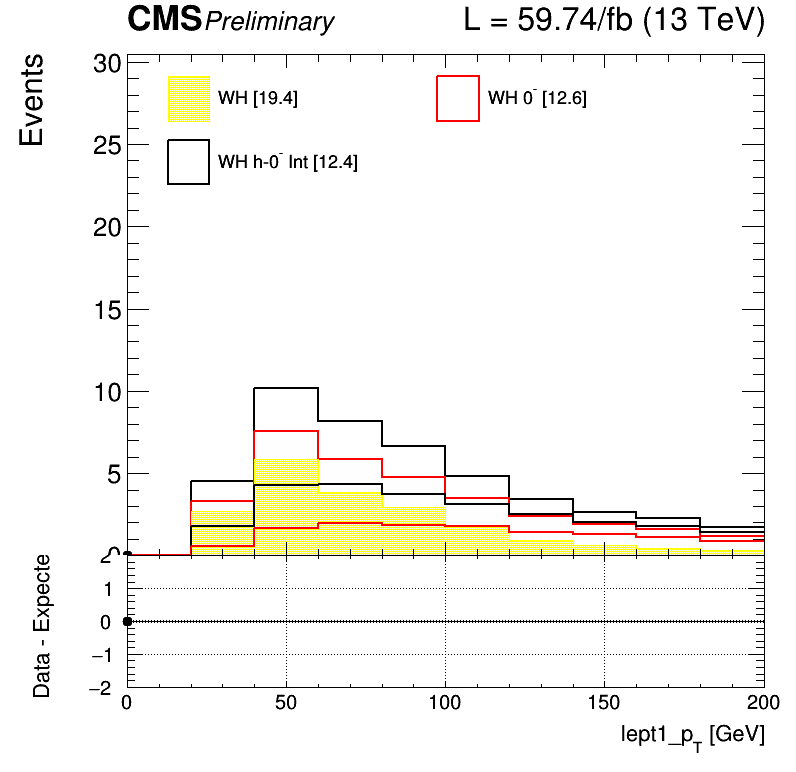 CMS Preliminary L = 59.74/fb (13 TeV)
Events
30
25
20
15
10
5
0
WH [19.4]
WH 0- [12.6]
WH h-0- Int [12.4]
Data - Expecte
2
1
0
−1
−2
0 50 100 150 200
lept1_pT [GeV]